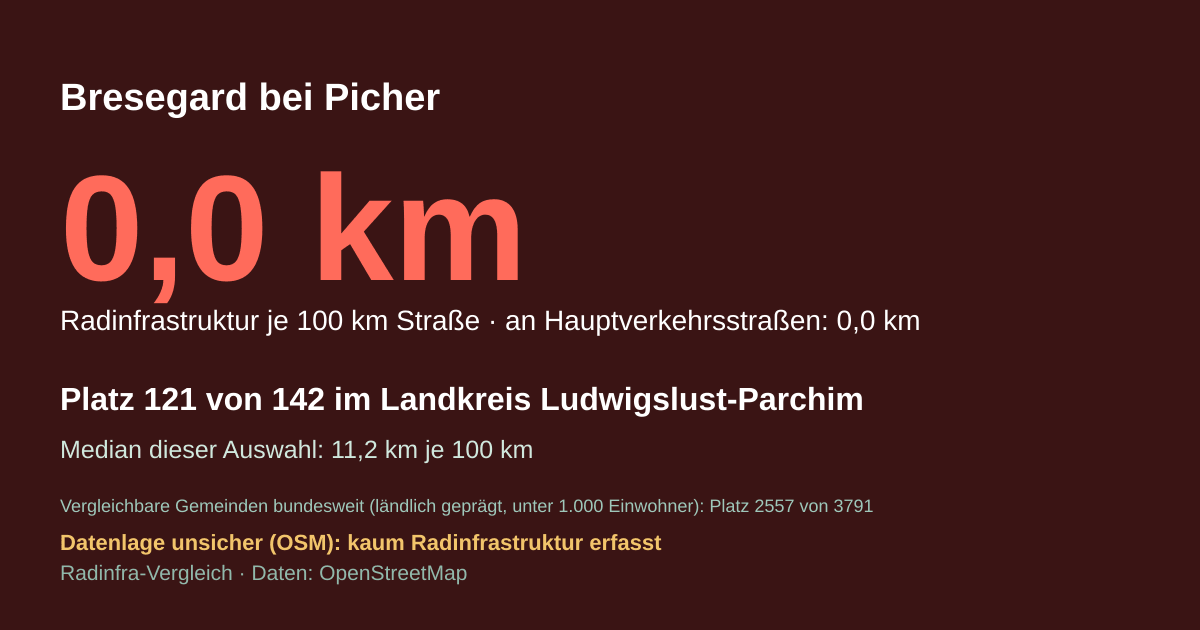 Bresegard bei Picher
0,0 km
Radinfrastruktur je 100 km Straße · an Hauptverkehrsstraßen: 0,0 km
Platz 121 von 142 im Landkreis Ludwigslust-Parchim
Median dieser Auswahl: 11,2 km je 100 km
Vergleichbare Gemeinden bundesweit (ländlich geprägt, unter 1.000 Einwohner): Platz 2557 von 3791
Datenlage unsicher (OSM): kaum Radinfrastruktur erfasst
Radinfra-Vergleich · Daten: OpenStreetMap